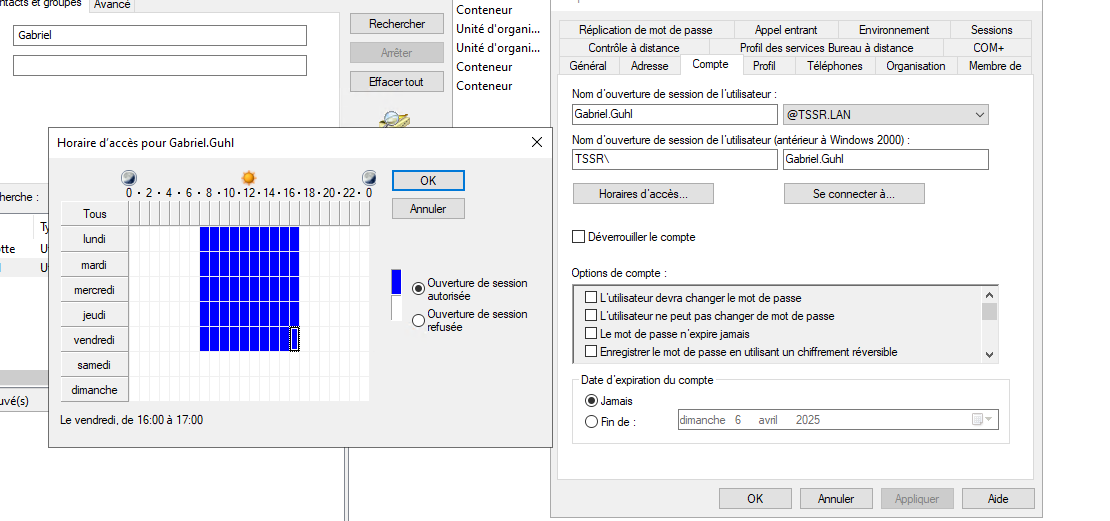 ntacts et groupes
Avancé
Gabriel
Rechercher
Arrêter
Effacer tout
Conteneur
Unité d'organi...
Unité d'organi...
Conteneur
Conteneur
herche :
Ty
otte
U
U
uvé(s)
Horaire d'accès pour Gabriel.Guhl
0 · 2 · 4 · 6 · 8 · 10 · 12 · 14 · 16 · 18 · 20 · 22 · 0
Tous
lundi
mardi
mercredi
jeudi
vendredi
samedi
dimanche
OK
Annuler
Ouverture de session
autorisée
Ouverture de session
refusée
Le vendredi, de 16:00 à 17:00
Réplication de mot de passe
Appel entrant
Environnement
Sessions
Contrôle à distance
Profil des services Bureau à distance
COM+
Général
Adresse
Compte
Profil
Téléphones
Organisation
Membre de
Nom d'ouverture de session de l'utilisateur :
Gabriel.Guhl
@TSSR.LAN
Nom d'ouverture de session de l'utilisateur (antérieur à Windows 2000) :
TSSR\
Gabriel.Guhl
Horaires d'accès...
Se connecter à...
Déverrouiller le compte
Options de compte :
L'utilisateur devra changer le mot de passe
L'utilisateur ne peut pas changer de mot de passe
Le mot de passe n'expire jamais
Enregistrer le mot de passe en utilisant un chiffrement réversible
Date d'expiration du compte
Jamais
Fin de :
dimanche 6 avril 2025
OK
Annuler
Appliquer
Aide